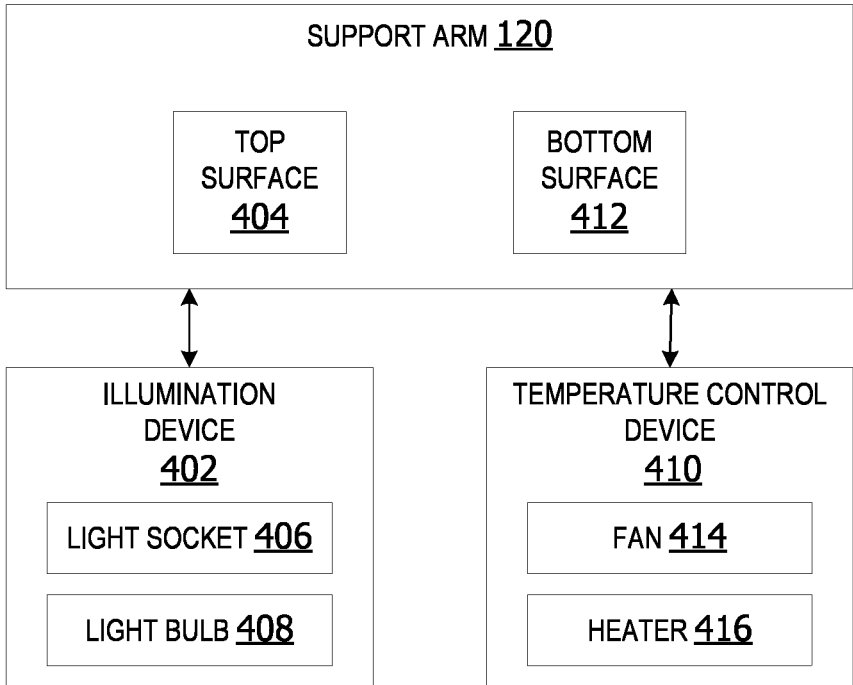 SUPPORT ARM 120
TOP
SURFACE
404
BOTTOM
SURFACE
412
ILLUMINATION
DEVICE
402
LIGHT SOCKET 406
LIGHT BULB 408
TEMPERATURE CONTROL
DEVICE
410
FAN 414
HEATER 416